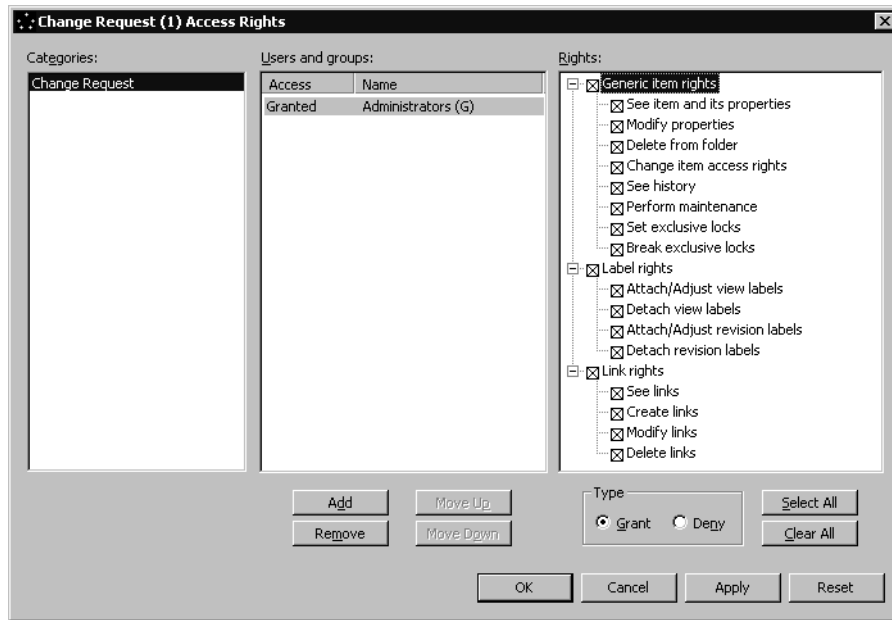 Change Request (1) Access Rights
Categories:
Change Request
Users and groups:
Access Name
Granted Administrators (G)
Rights:
Generic item rights
See item and its properties
Modify properties
Delete from folder
Change item access rights
See history
Perform maintenance
Set exclusive locks
Break exclusive locks
Label rights
Attach/Adjust view labels
Detach view labels
Attach/Adjust revision labels
Detach revision labels
Link rights
See links
Create links
Modify links
Delete links
Add
Move Up
Remove
Move Down
Type
Grant Deny
Select All
Clear All
OK Cancel Apply Reset